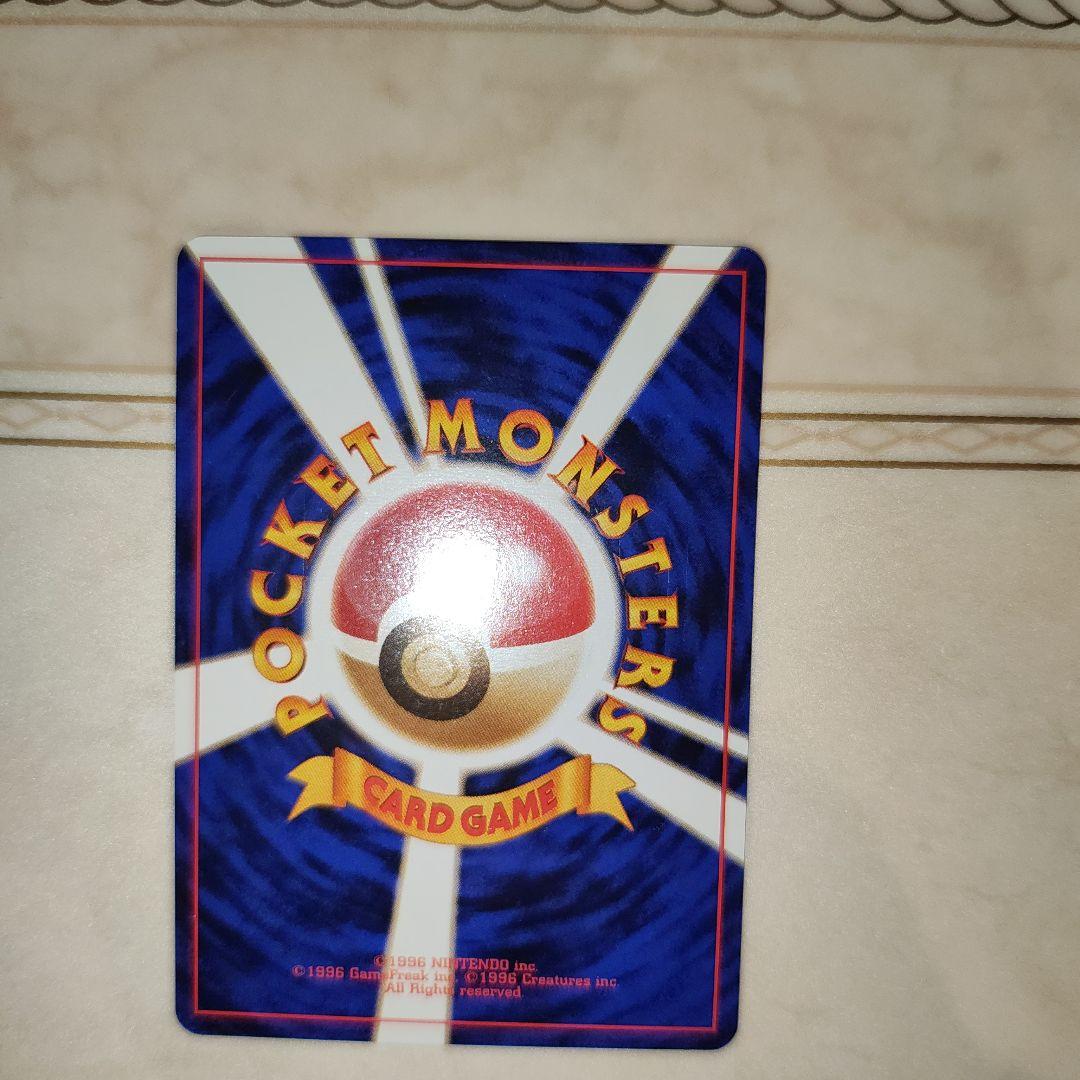 POCKET MONSTERS
CARD GAME
©1996 NINTENDO inc.
©1996 GameFreak inc. ©1996 Creatures inc.
All Rights reserved.